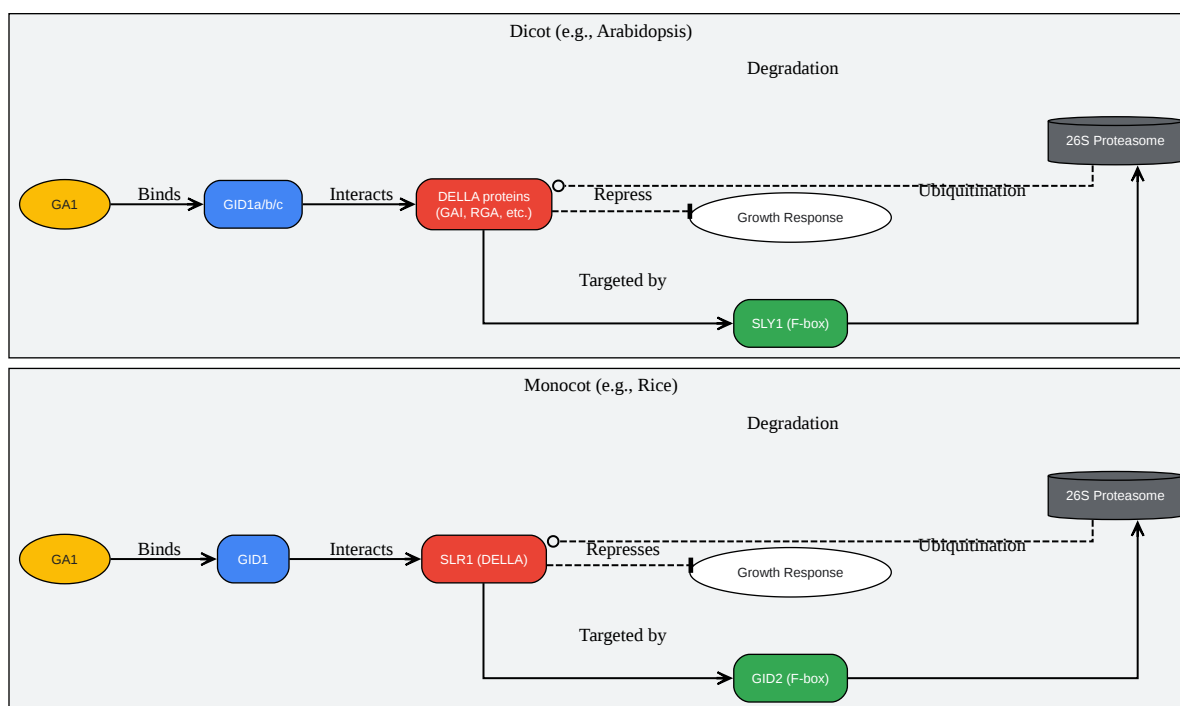 Dicot (e.g., Arabidopsis)
Degradation
26S Proteasome
GA1
Binds
GID1a/b/c
Interacts
DELLA proteins
(GAI, RGA, etc.)
Repress
Growth Response
Ubiquitination
Targeted by
SLY1 (F-box)
Monocot (e.g., Rice)
Degradation
26S Proteasome
GA1
Binds
GID1
Interacts
SLR1 (DELLA)
Represses
Growth Response
Ubiquitination
Targeted by
GID2 (F-box)